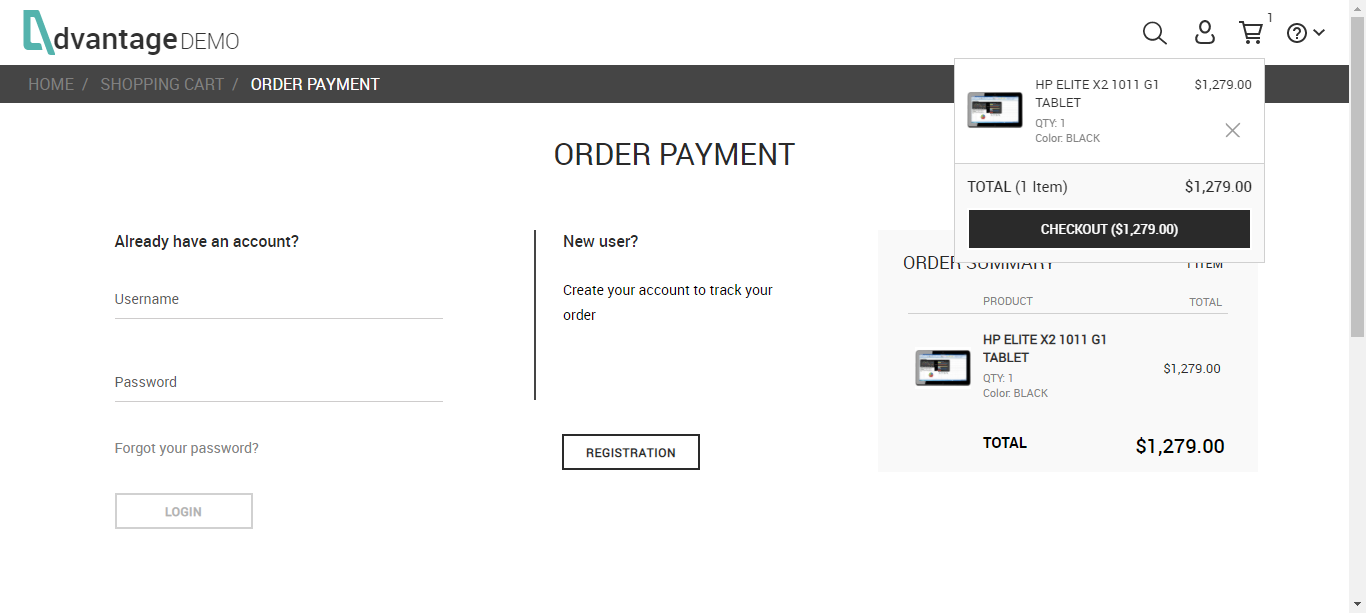 dvantage DEMO
1
HOME / SHOPPING CART / ORDER PAYMENT
HP ELITE X2 1011 G1
TABLET
$1,279.00
QTY: 1
Color: BLACK
TOTAL (1 Item) $1,279.00
CHECKOUT ($1,279.00)
ORDER PAYMENT
Already have an account?
Username
Password
Forgot your password?
LOGIN
New user?
Create your account to track your
order
REGISTRATION
ORDER SUMMARY 1 ITEM
PRODUCT TOTAL
HP ELITE X2 1011 G1
TABLET
QTY: 1
Color: BLACK
$1,279.00
TOTAL $1,279.00